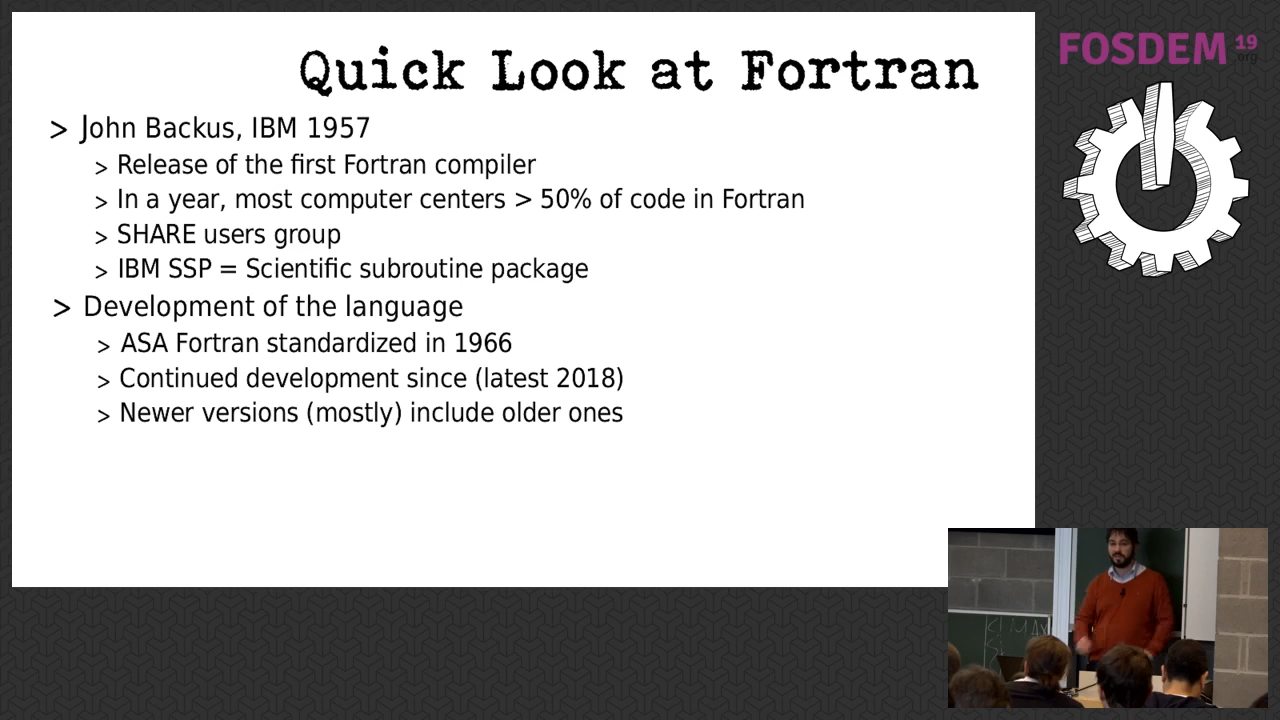 Quick Look at Fortran
> John Backus, IBM 1957
> Release of the first Fortran compiler
> In a year, most computer centers > 50% of code in Fortran
> SHARE users group
> IBM SSP = Scientific subroutine package
> Development of the language
> ASA Fortran standardized in 1966
> Continued development since (latest 2018)
> Newer versions (mostly) include older ones
FOSDEM 19
.org